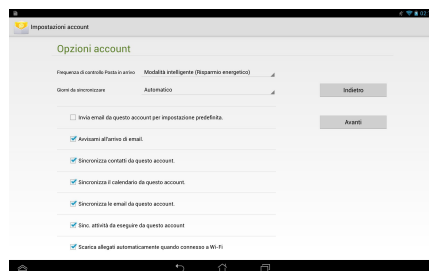 Impostazioni account
Opzioni account
Frequenza di controllo Posta in arrivo Modalità intelligente (Risparmio energetico)
Giorni da sincronizzare Automatico
Indietro
Invia email da questo account per impostazione predefinita.
Avanti
Avvisami all'arrivo di email.
Sincronizza contatti da questo account.
Sincronizza il calendario da questo account.
Sincronizza le email da questo account.
Sinc. attività da eseguire da questo account
Scarica allegati automaticamente quando connesso a Wi-Fi